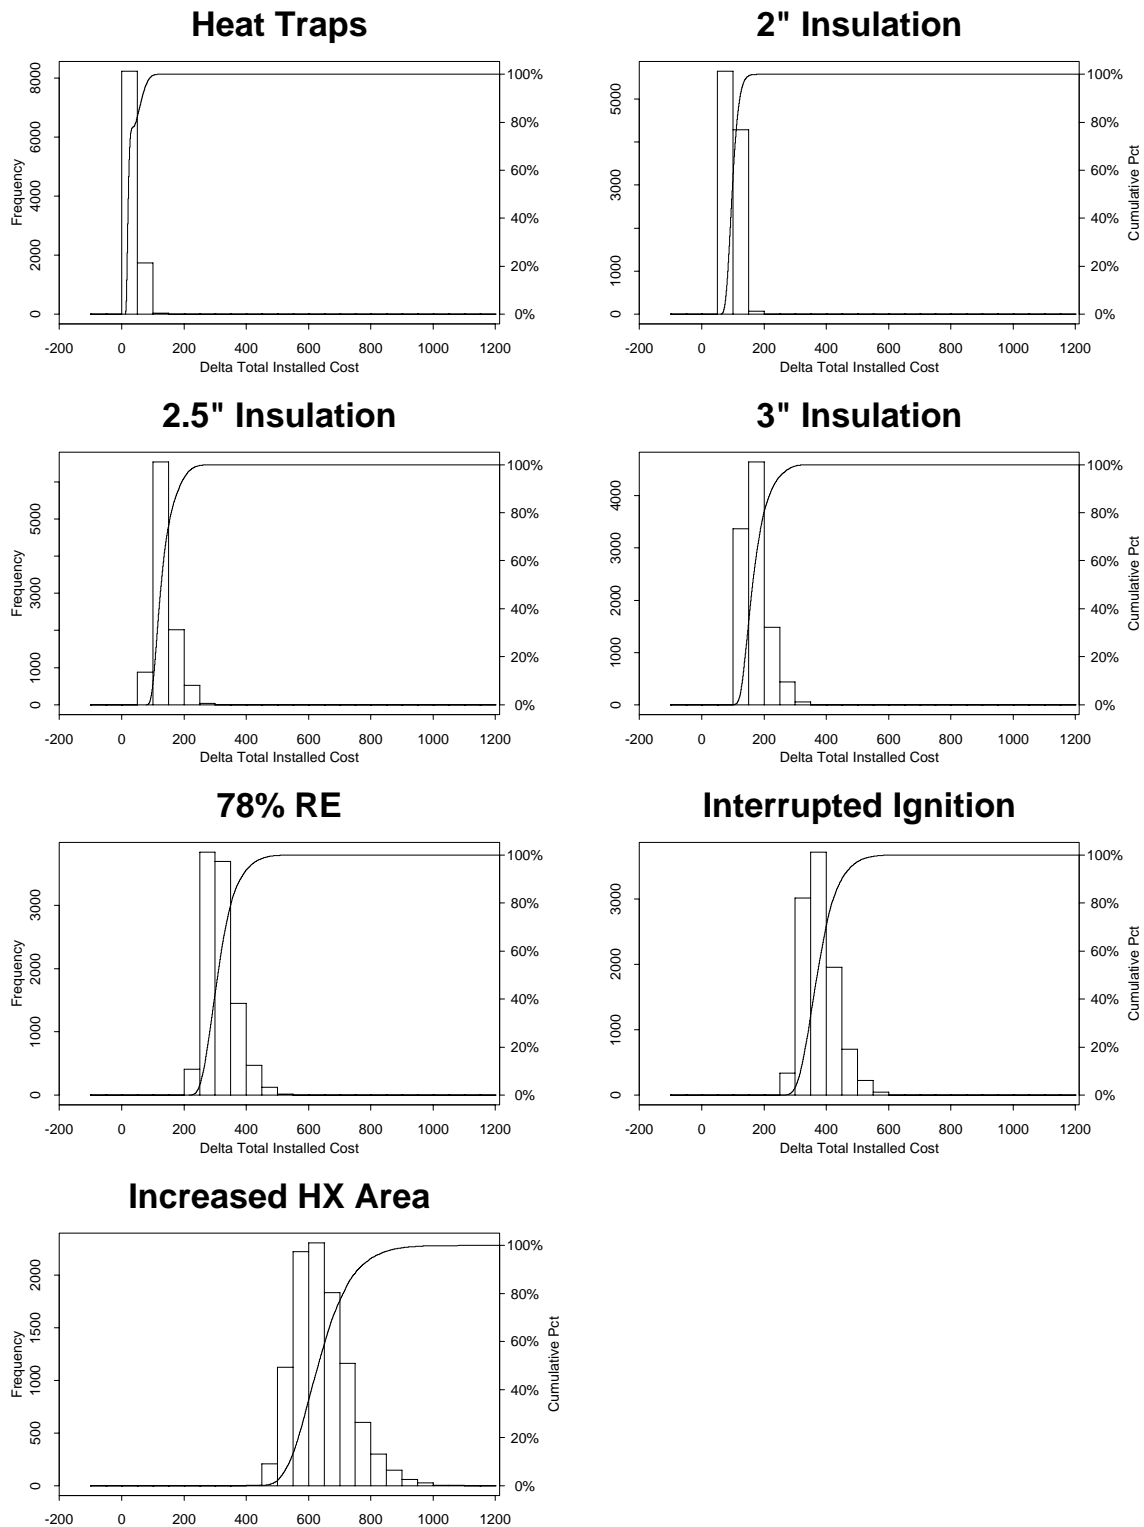 Heat Traps
Frequency
0 2000 4000 6000 8000
0% 20% 40% 60% 80% 100%
-200 0 200 400 600 800 1000 1200
Delta Total Installed Cost
2" Insulation
0 1000 3000 5000
0% 20% 40% 60% 80% 100%
Cumulative Pct
-200 0 200 400 600 800 1000 1200
Delta Total Installed Cost
2.5" Insulation
Frequency
0 1000 3000 5000
0% 20% 40% 60% 80% 100%
-200 0 200 400 600 800 1000 1200
Delta Total Installed Cost
3" Insulation
0 1000 2000 3000 4000
0% 20% 40% 60% 80% 100%
Cumulative Pct
-200 0 200 400 600 800 1000 1200
Delta Total Installed Cost
78% RE
Frequency
0 1000 2000 3000
0% 20% 40% 60% 80% 100%
-200 0 200 400 600 800 1000 1200
Delta Total Installed Cost
Interrupted Ignition
0 1000 2000 3000
0% 20% 40% 60% 80% 100%
Cumulative Pct
-200 0 200 400 600 800 1000 1200
Delta Total Installed Cost
Increased HX Area
Frequency
0 500 1000 1500 2000
0% 20% 40% 60% 80% 100%
Cumulative Pct
-200 0 200 400 600 800 1000 1200